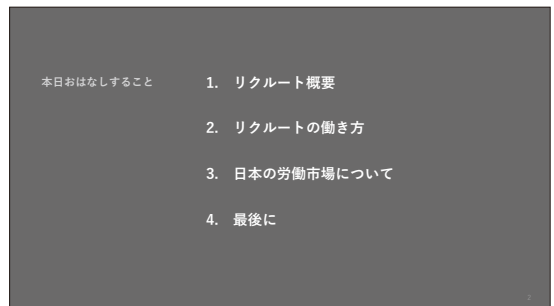 本日おはなしすること
1. リクルート概要
2. リクルートの働き方
3. 日本の労働市場について
4. 最後に
2